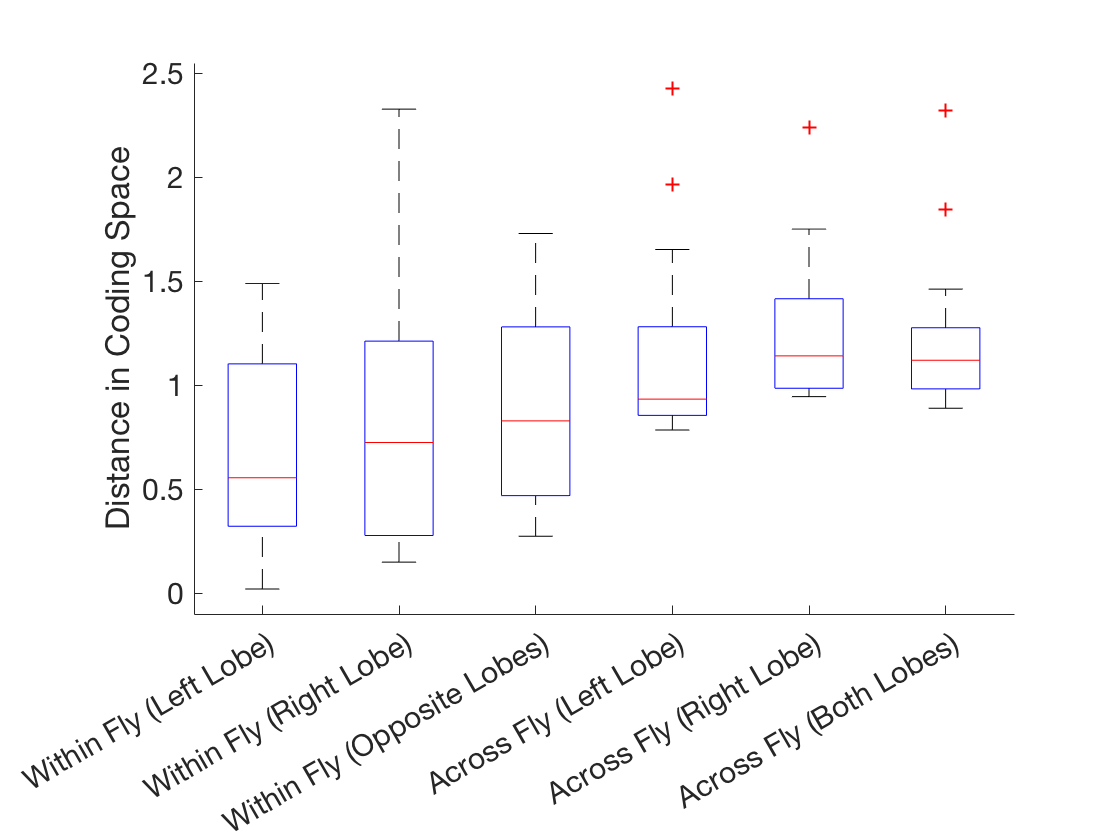 Distance in Coding Space
2.5
2
1.5
1
0.5
0
Within Fly (Left Lobe)
Within Fly (Right Lobe)
Within Fly (Opposite Lobes)
Across Fly (Left Lobe)
Across Fly (Right Lobe)
Across Fly (Both Lobes)